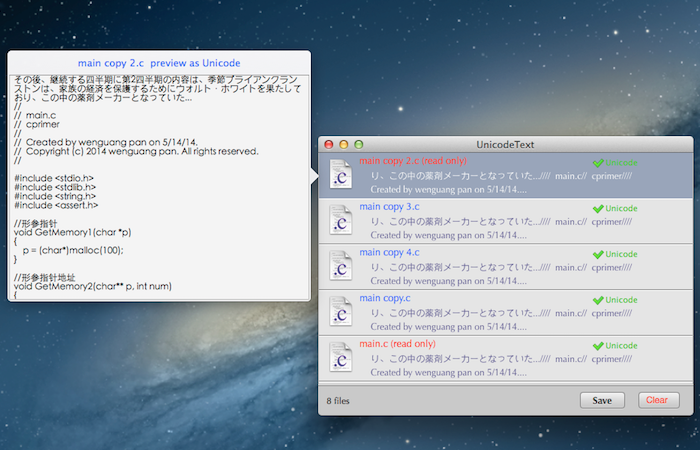 main copy 2.c  preview as Unicode
その後、継続する四半期に第2四半期の内容は、季節ブライアンクラン
ストンは、家族の経済を保護するためにウォルト・ホワイトを果たして
おり、この中の薬剤メーカーとなっていた...
//
//  main.c
//  cprimer
//
//  Created by wenguang pan on 5/14/14.
//  Copyright (c) 2014 wenguang pan. All rights reserved.
//
#include <stdio.h>
#include <stdlib.h>
#include <string.h>
#include <assert.h>
//形参指针
void GetMemory1(char *p)
{
p = (char*)malloc(100);
}
//形参指针地址
void GetMemory2(char** p, int num)
{
UnicodeText
main copy 2.c (read only)
Unicode
り、この中の薬剤メーカーとなっていた...////  main.c//  cprimer////
Created by wenguang pan on 5/14/14....
main copy 3.c
Unicode
り、この中の薬剤メーカーとなっていた...////  main.c//  cprimer////
Created by wenguang pan on 5/14/14....
main copy 4.c
Unicode
り、この中の薬剤メーカーとなっていた...////  main.c//  cprimer////
Created by wenguang pan on 5/14/14....
main copy.c
Unicode
り、この中の薬剤メーカーとなっていた...////  main.c//  cprimer////
Created by wenguang pan on 5/14/14....
main.c (read only)
Unicode
り、この中の薬剤メーカーとなっていた...////  main.c//  cprimer////
Created by wenguang pan on 5/14/14....
8 files
Save
Clear